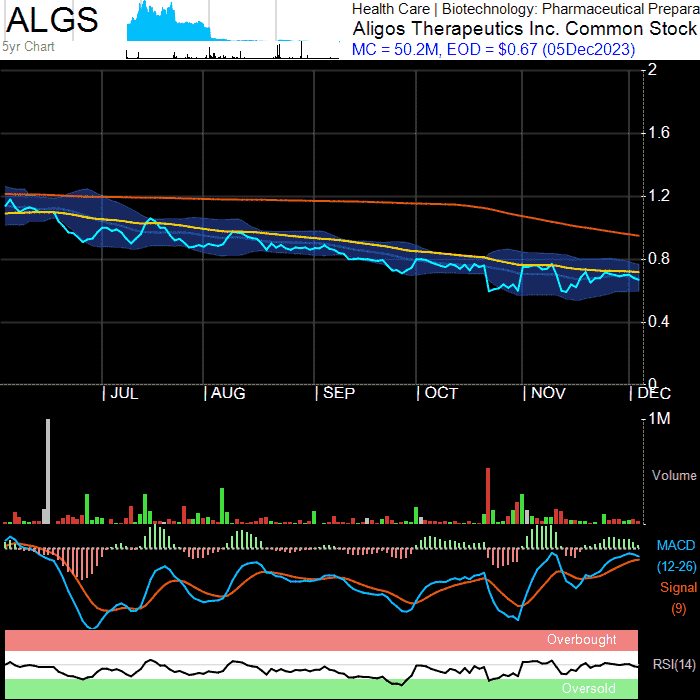 ALGS
5yr Chart
Health Care | Biotechnology: Pharmaceutical Prepara
Aligos Therapeutics Inc. Common Stock
MC = 50.2M, EOD = $0.67 (05Dec2023)
2
1.6
1.2
0.8
0.4
0
JUL
AUG
SEP
OCT
NOV
DEC
1M
Volume
MACD
(12-26)
Signal
(9)
Overbought
RSI(14)
Oversold